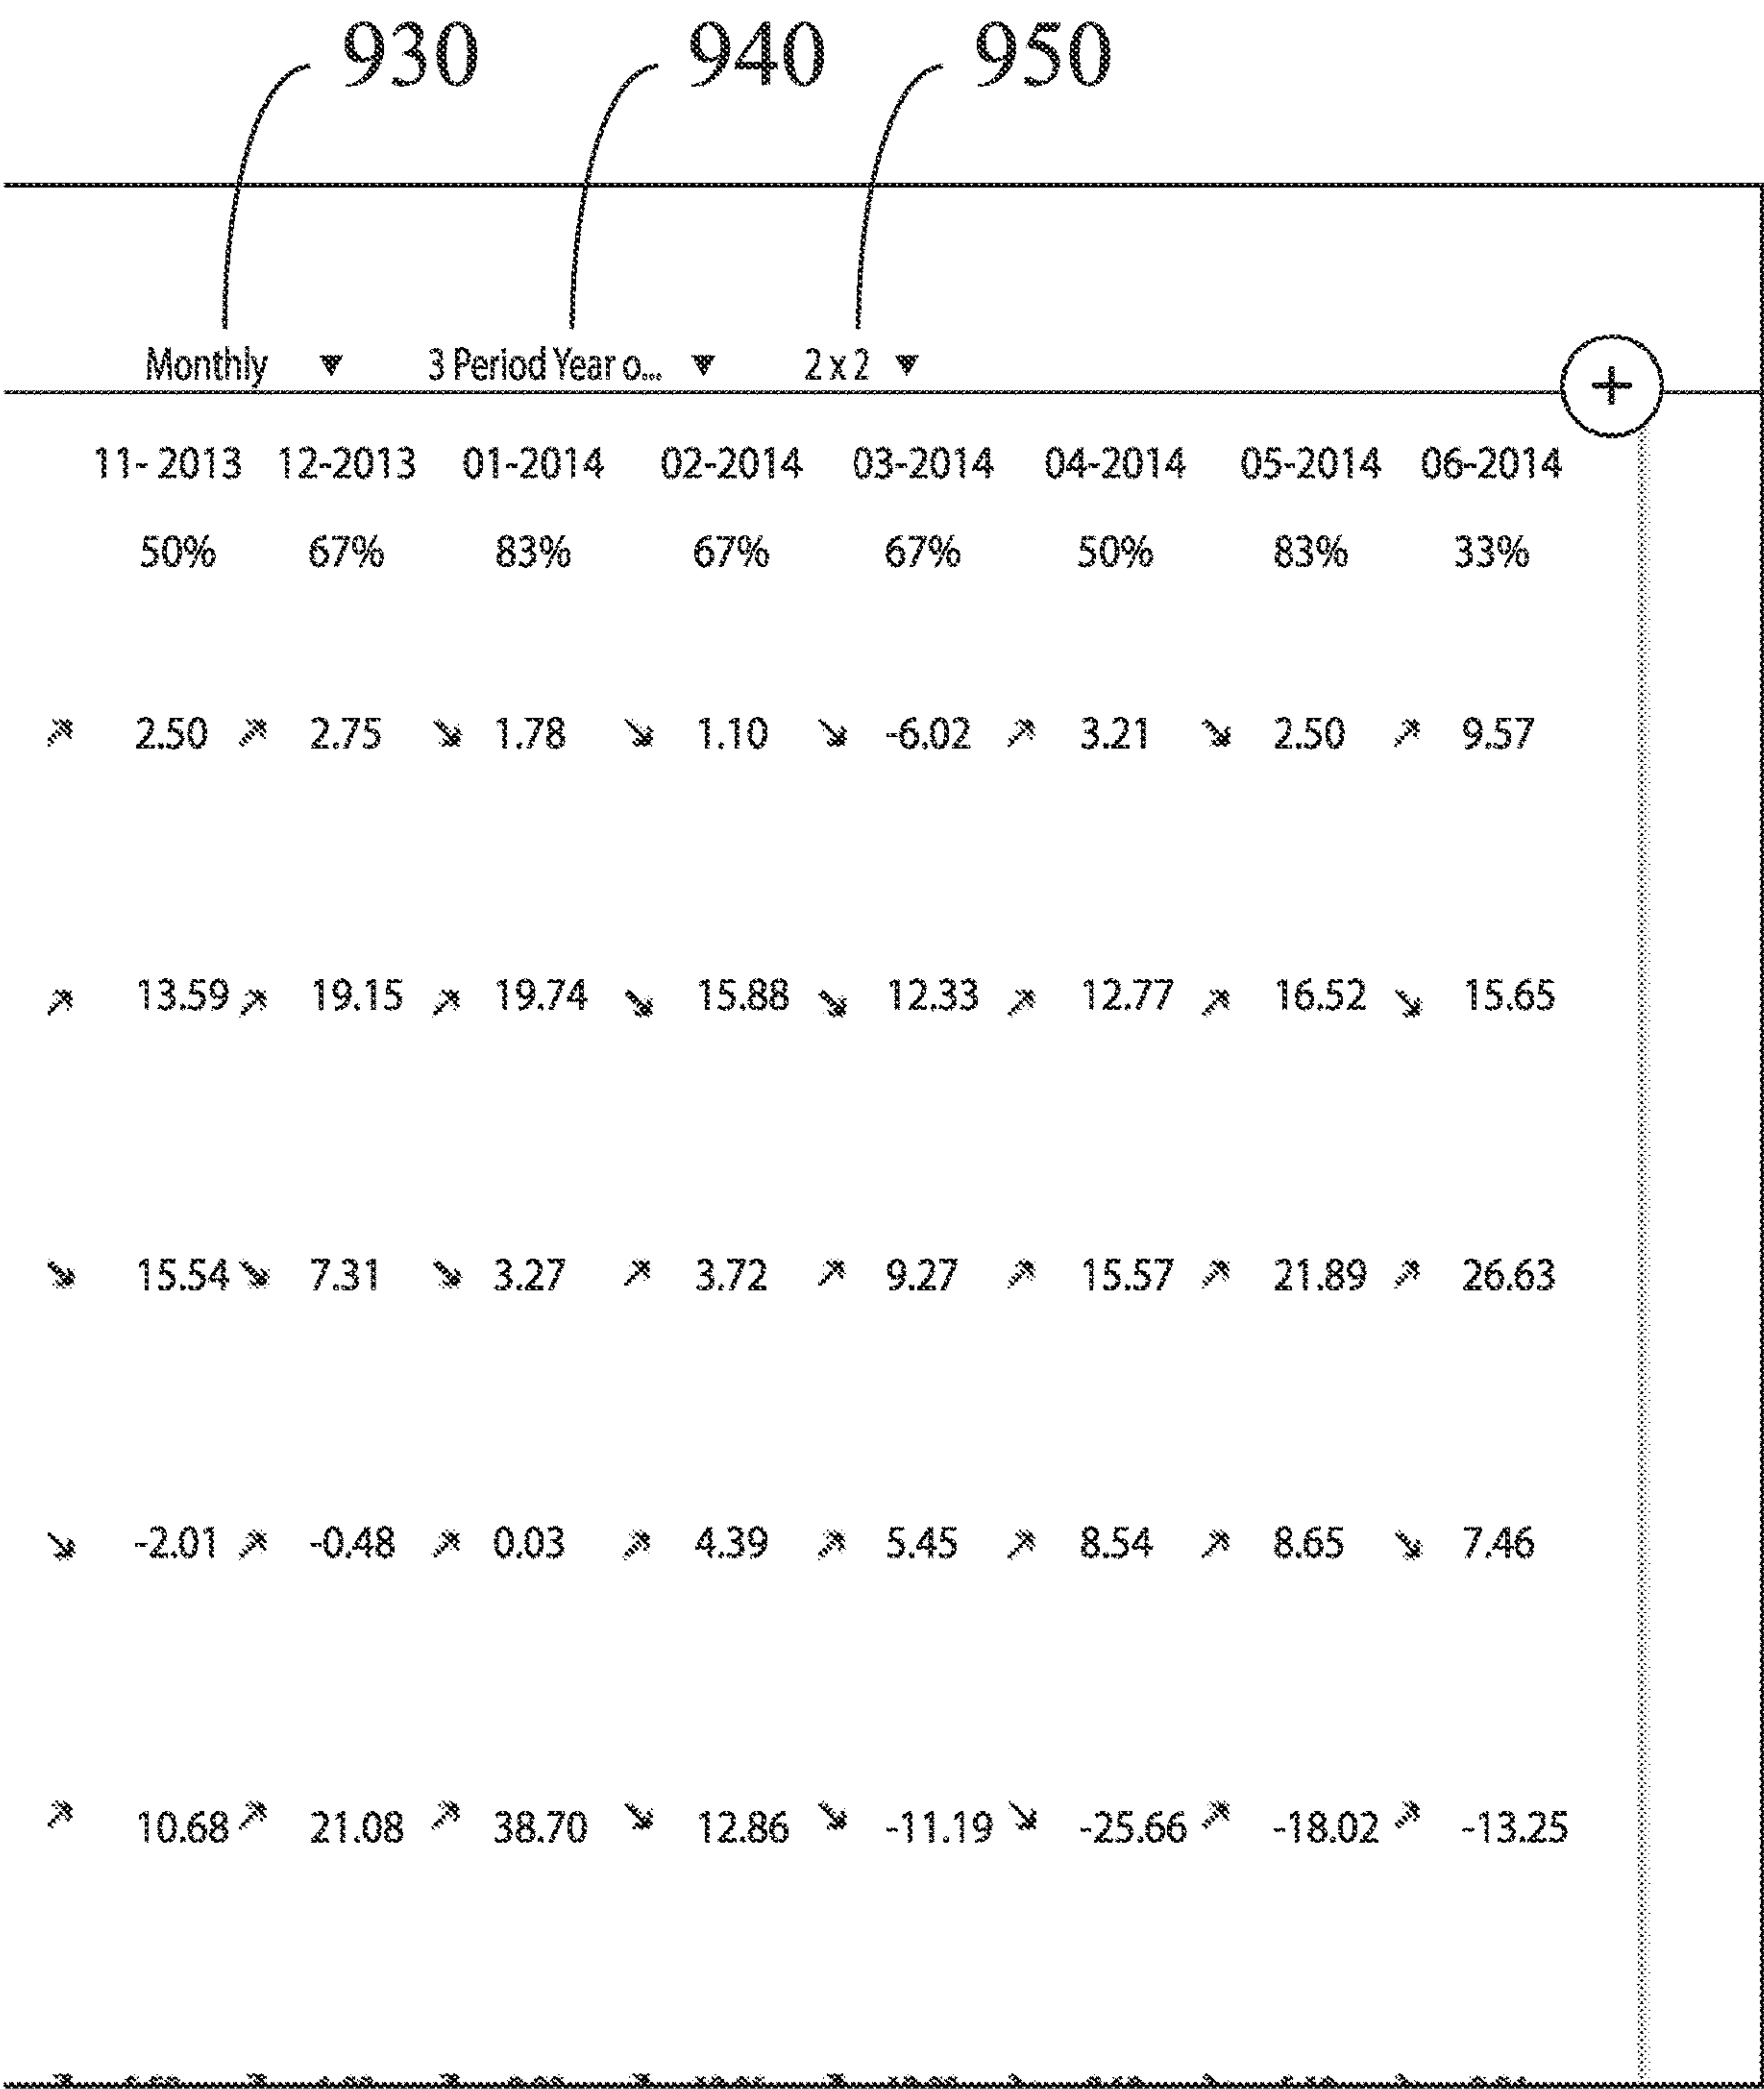 930 940 950
Monthly ▼ 3 Period Year o... ▼ 2 x 2 ▼
+
11- 2013 12-2013 01-2014 02-2014 03-2014 04-2014 05-2014 06-2014
50% 67% 83% 67% 67% 50% 83% 33%
↗ 2.50 ↗ 2.75 ↘ 1.78 ↘ 1.10 ↘ -6.02 ↗ 3.21 ↘ 2.50 ↗ 9.57
↗ 13.59 ↗ 19.15 ↗ 19.74 ↘ 15.88 ↘ 12.33 ↗ 12.77 ↗ 16.52 ↘ 15.65
↘ 15.54 ↘ 7.31 ↘ 3.27 ↗ 3.72 ↗ 9.27 ↗ 15.57 ↗ 21.89 ↗ 26.63
↘ -2.01 ↗ -0.48 ↗ 0.03 ↗ 4.39 ↗ 5.45 ↗ 8.54 ↗ 8.65 ↘ 7.46
↗ 10.68 ↗ 21.08 ↗ 38.70 ↘ 12.86 ↘ -11.19 ↘ -25.66 ↗ -18.02 ↗ -13.25